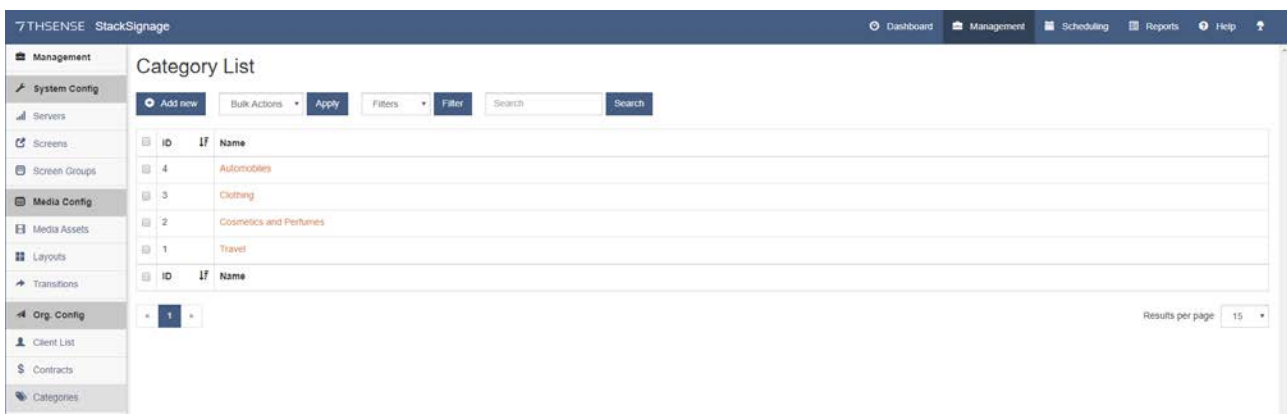 7THSENSE StackSignage
Dashboard Management Scheduling Reports Help
Management
System Config
Servers
Screens
Screen Groups
Media Config
Media Assets
Layouts
Transitions
Org. Config
Client List
Contracts
Categories
Category List
Add new Bulk Actions Apply Filters Filter Search Search
ID Name
4 Automobiles
3 Clothing
2 Cosmetics and Perfumes
1 Travel
ID Name
« 1 » Results per page 15